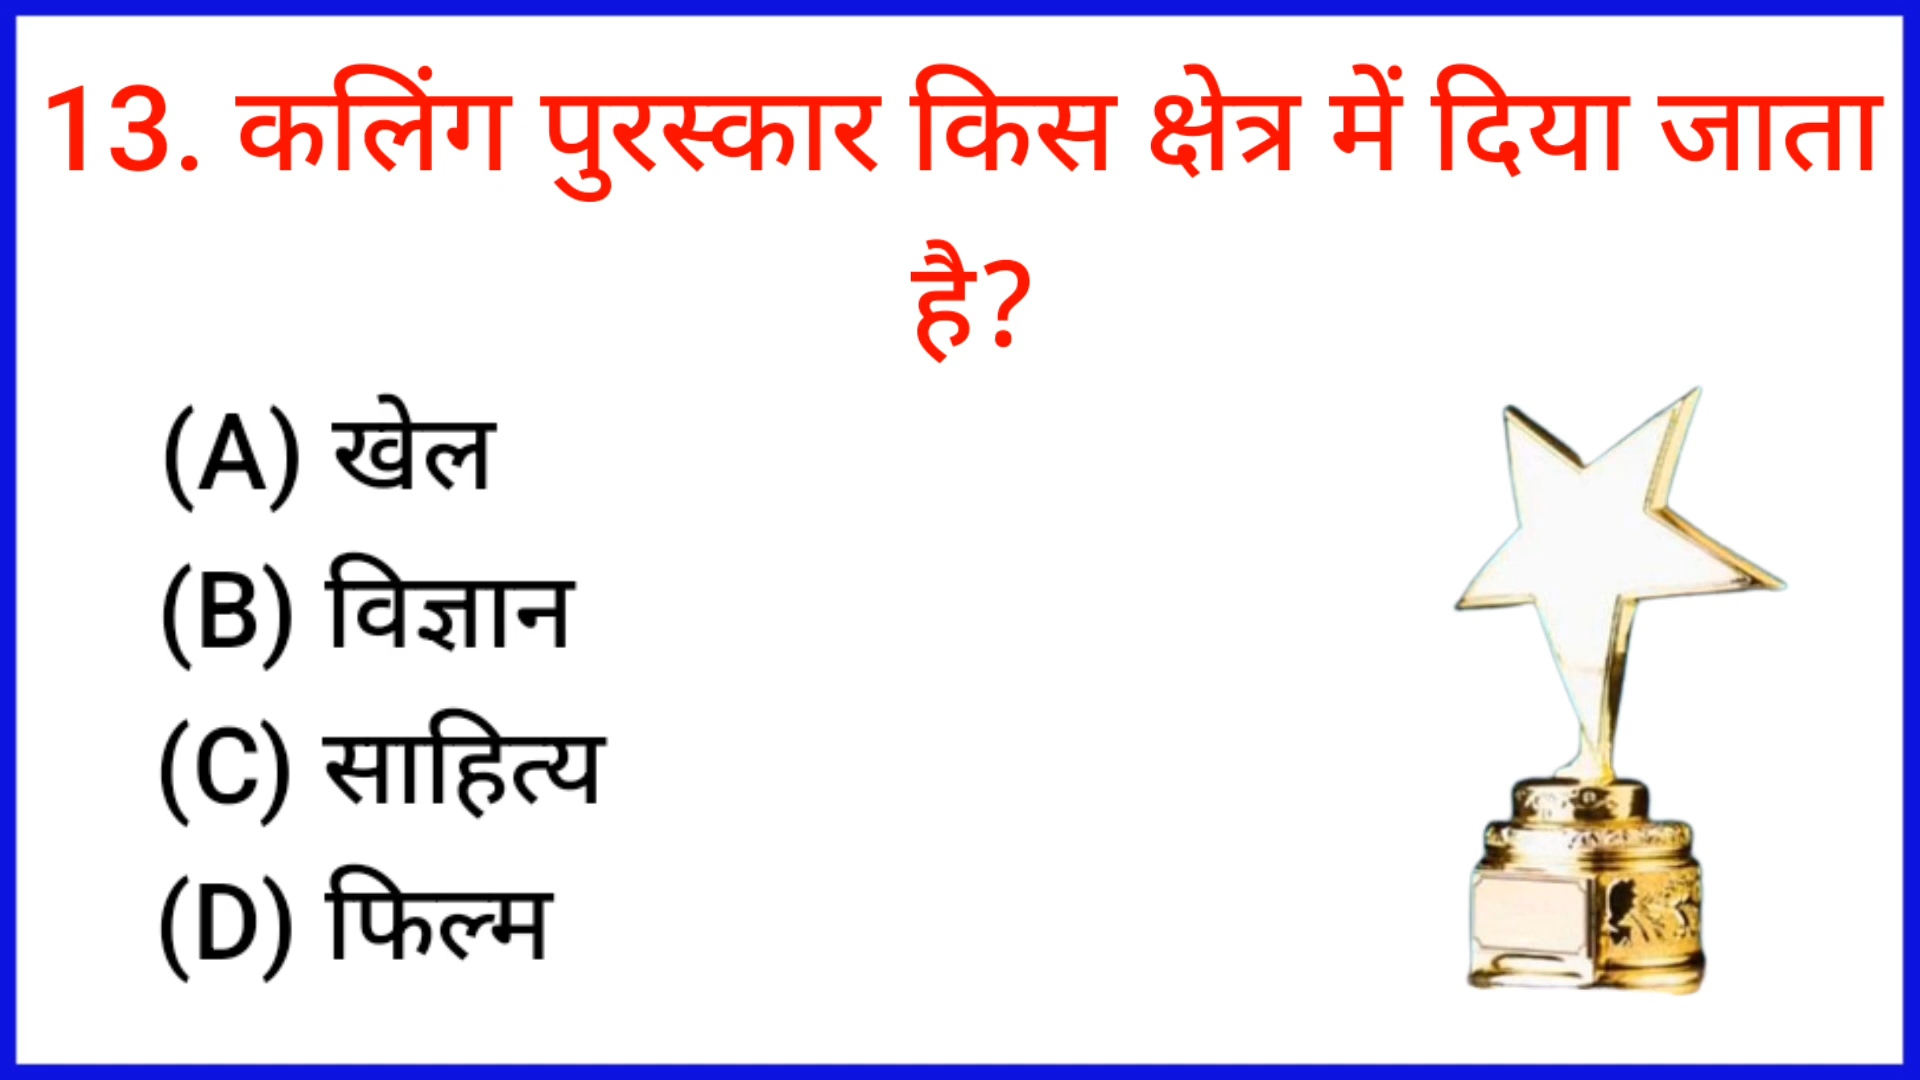 13. कलिंग पुरस्कार किस क्षेत्र में दिया जाता
है?
(A) खेल
(B) विज्ञान
(C) साहित्य
(D) फिल्म